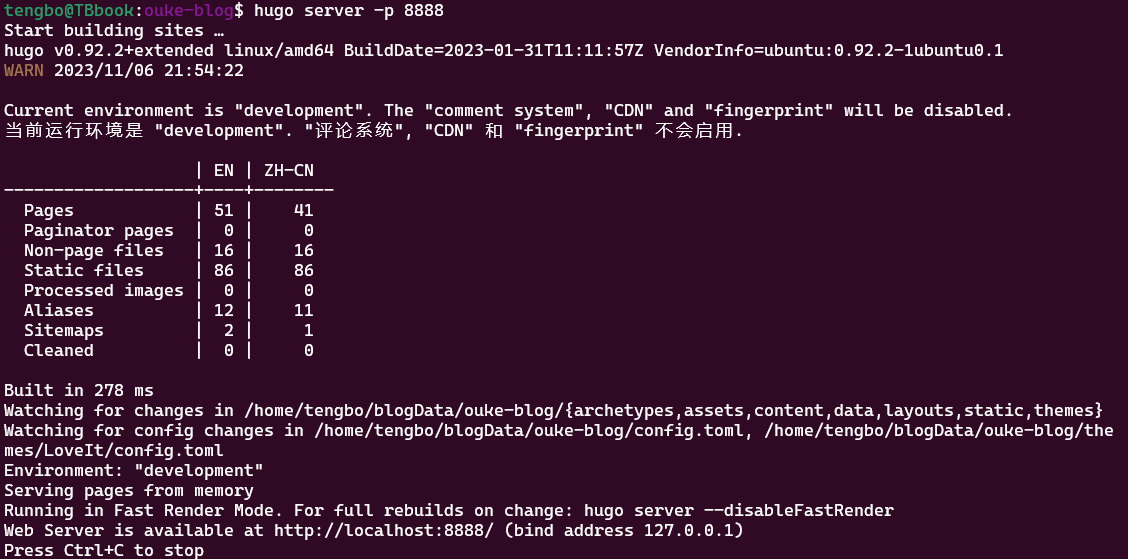 tengbo@TBbook:ouke-blog$ hugo server -p 8888
Start building sites …
hugo v0.92.2+extended linux/amd64 BuildDate=2023-01-31T11:11:57Z VendorInfo=ubuntu:0.92.2-1ubuntu0.1
WARN 2023/11/06 21:54:22
Current environment is "development". The "comment system", "CDN" and "fingerprint" will be disabled.
当前运行环境是 "development". "评论系统", "CDN" 和 "fingerprint" 不会启用.
                   | EN | ZH-CN
-------------------+----+--------
  Pages            | 51 |    41
  Paginator pages  |  0 |     0
  Non-page files   | 16 |    16
  Static files     | 86 |    86
  Processed images |  0 |     0
  Aliases          | 12 |    11
  Sitemaps         |  2 |     1
  Cleaned          |  0 |     0
Built in 278 ms
Watching for changes in /home/tengbo/blogData/ouke-blog/{archetypes,assets,content,data,layouts,static,themes}
Watching for config changes in /home/tengbo/blogData/ouke-blog/config.toml, /home/tengbo/blogData/ouke-blog/the
mes/LoveIt/config.toml
Environment: "development"
Serving pages from memory
Running in Fast Render Mode. For full rebuilds on change: hugo server --disableFastRender
Web Server is available at http://localhost:8888/ (bind address 127.0.0.1)
Press Ctrl+C to stop